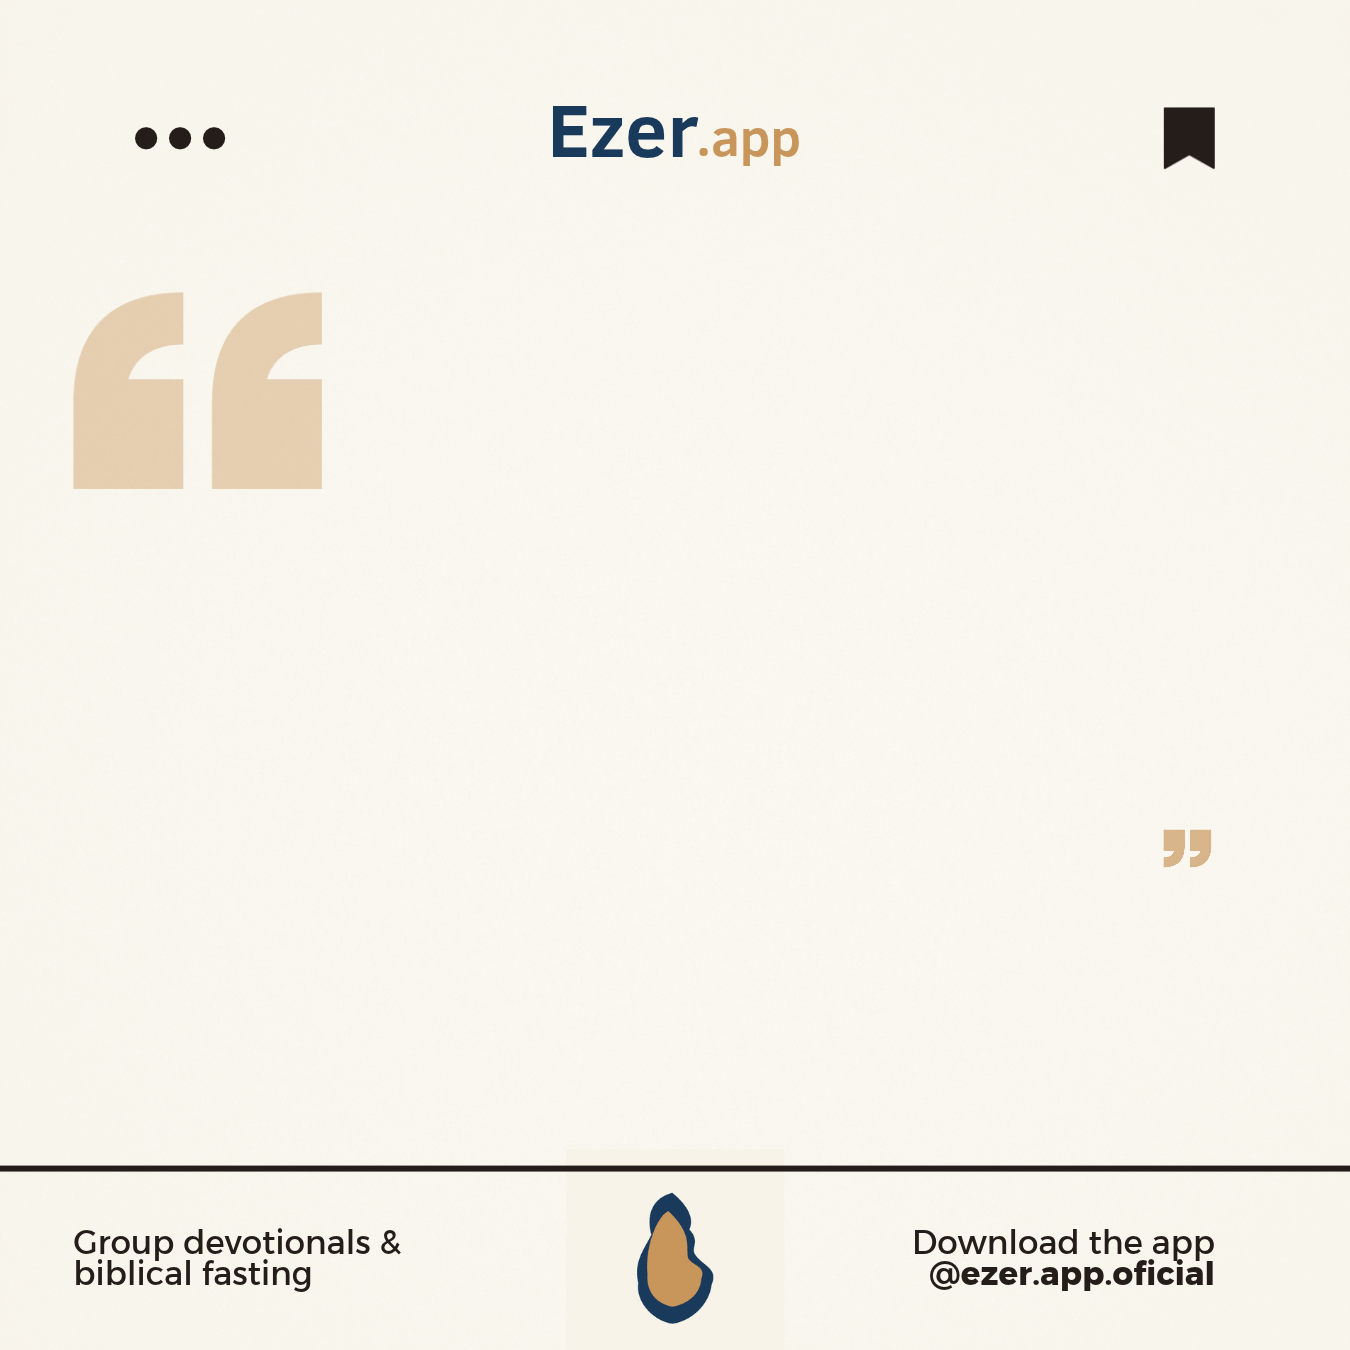 Ezer.app
“
”
Group devotionals &
biblical fasting
Download the app
@ezer.app.oficial